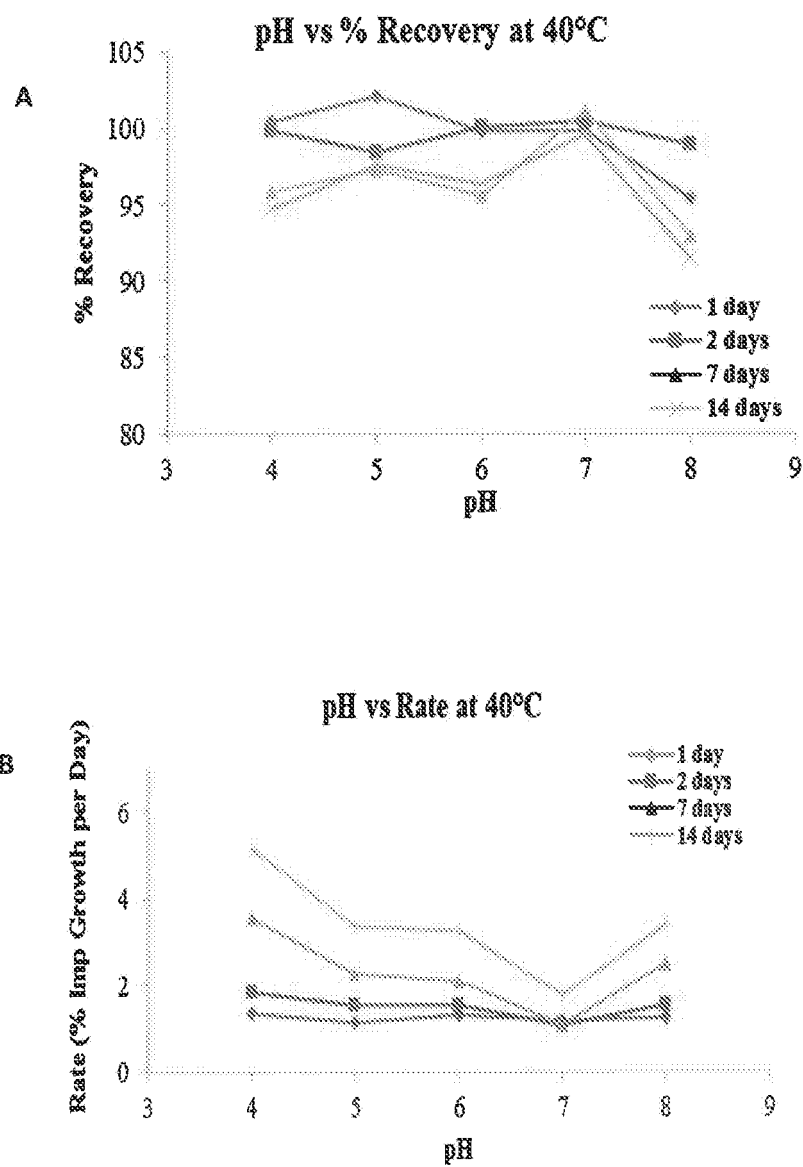 pH vs % Recovery at 40°C
A
105
100
95
90
85
80
% Recovery
1 day
2 days
7 days
14 days
3 4 5 6 7 8 9
pH
pH vs Rate at 40°C
B
Rate (% Imp Growth per Day)
6
4
2
0
1 day
2 days
7 days
14 days
3 4 5 6 7 8 9
pH